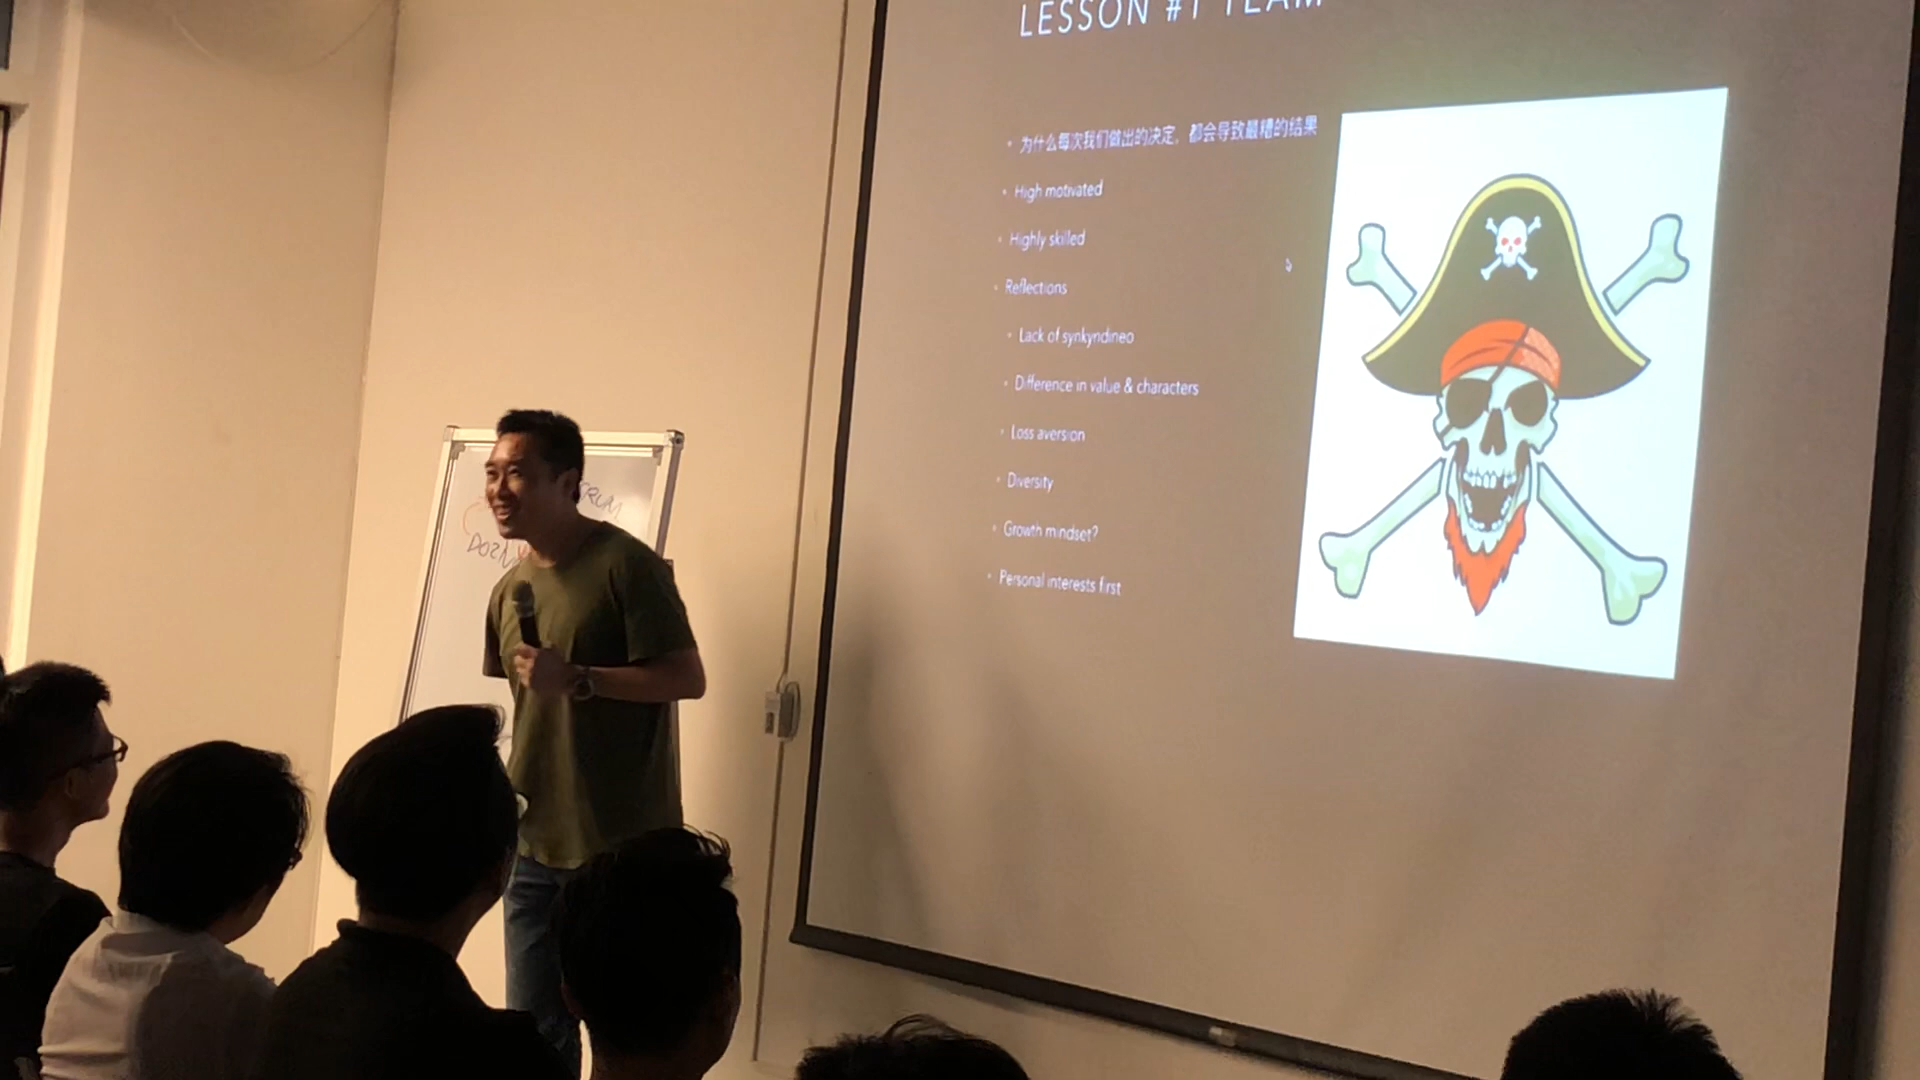 LESSON #1 TEAM
为什么每次我们做出的决定，都会导致最糟的结果
High motivated
Highly skilled
Reflections
Lack of synkyndineo
Difference in value & characters
Loss aversion
Diversity
Growth mindset?
Personal interests first